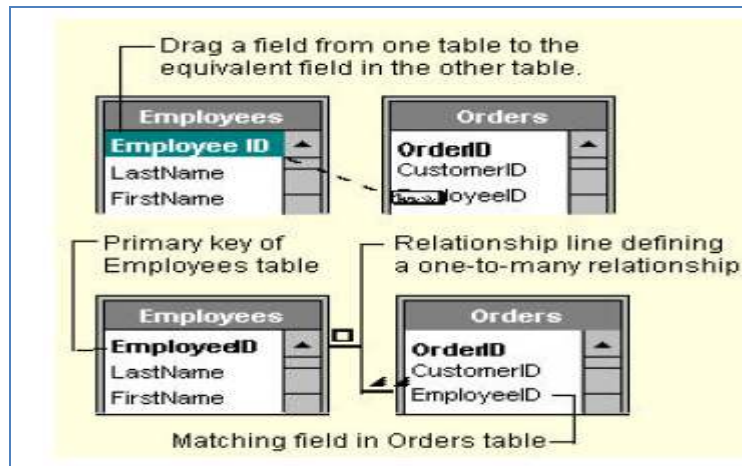 Drag a field from one table to the
equivalent field in the other table.
Employees
Orders
Employee ID
LastName
FirstName
OrderID
CustomerID
loyeeID
Primary key of
Employees table
Relationship line defining
a one-to-many relationship
Employees
Orders
EmployeeID
LastName
FirstName
OrderID
CustomerID
EmployeeID
Matching field in Orders table